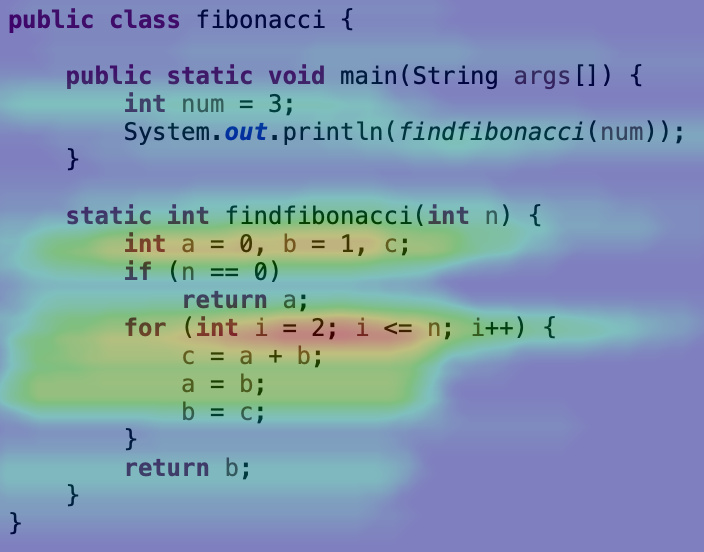 public class fibonacci {
public static void main(String args[]) {
int num = 3;
System.out.println(findfibonacci(num));
}
static int findfibonacci(int n) {
int a = 0, b = 1, c;
if (n == 0)
return a;
for (int i = 2; i <= n; i++) {
c = a + b;
a = b;
b = c;
}
return b;
}
}